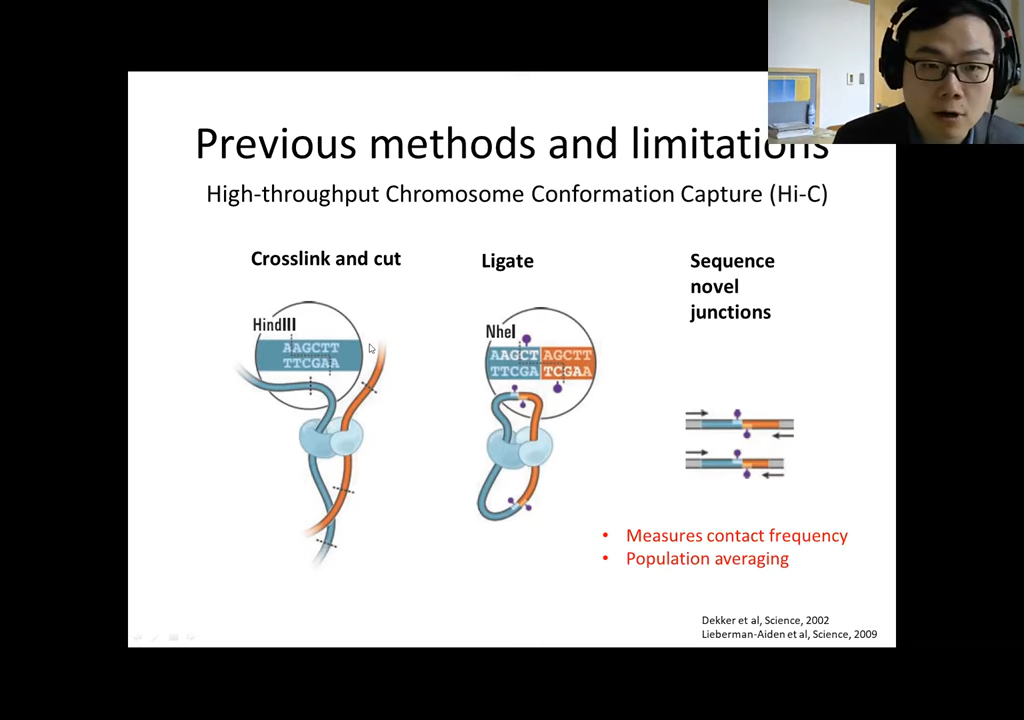 Previous methods and limitations
High-throughput Chromosome Conformation Capture (Hi-C)
Crosslink and cut
Ligate
Sequence
novel
junctions
HindIII
AAGCTT
TTCGAA
NheI
AAGCT AGCTT
TTCGA TCGAA
• Measures contact frequency
• Population averaging
Dekker et al, Science, 2002
Lieberman-Aiden et al, Science, 2009